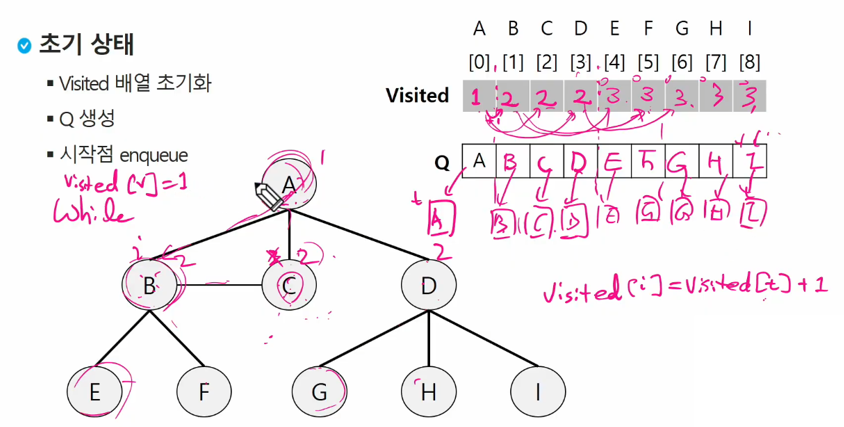 초기 상태
Visited 배열 초기화
Q 생성
시작점 enqueue
visited [v] = 1
While
A B C D E F G H I
[0] [1] [2] [3] [4] [5] [6] [7] [8]
Visited 1 2 2 2 3 3 3 3 3
Q A B C D E F G H I
t A B C D E G G H I
visited [i] = visited [t] + 1
A 1
B 2
C 2
D 2
E F G H I